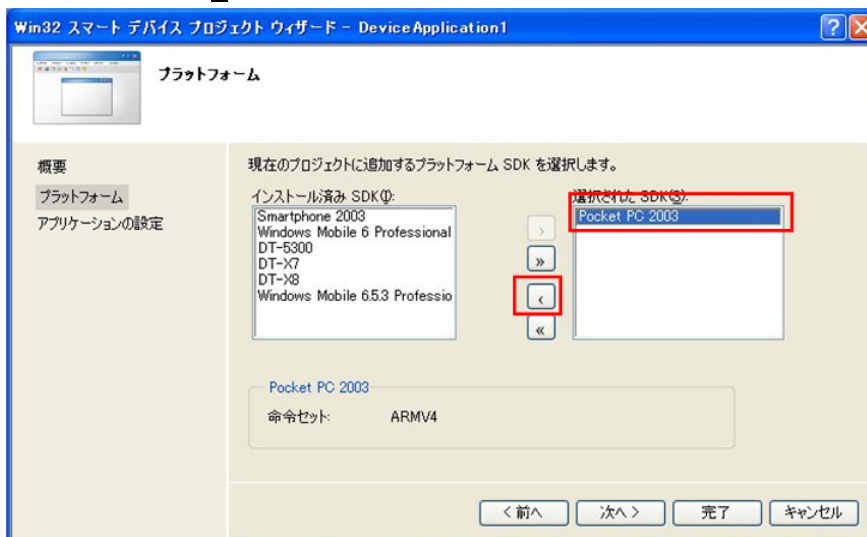 Win32 スマート デバイス プロジェクト ウィザード - DeviceApplication1
プラットフォーム
概要
プラットフォーム
アプリケーションの設定
現在のプロジェクトに追加するプラットフォーム SDK を選択します。
インストール済み SDK(I):
Smartphone 2003
Windows Mobile 6 Professional
DT-5300
DT-X7
DT-X8
Windows Mobile 6.5.3 Professio
>
»
<
«
選択された SDK(S):
Pocket PC 2003
Pocket PC 2003
命令セット: ARMV4
< 前へ
次へ >
完了
キャンセル